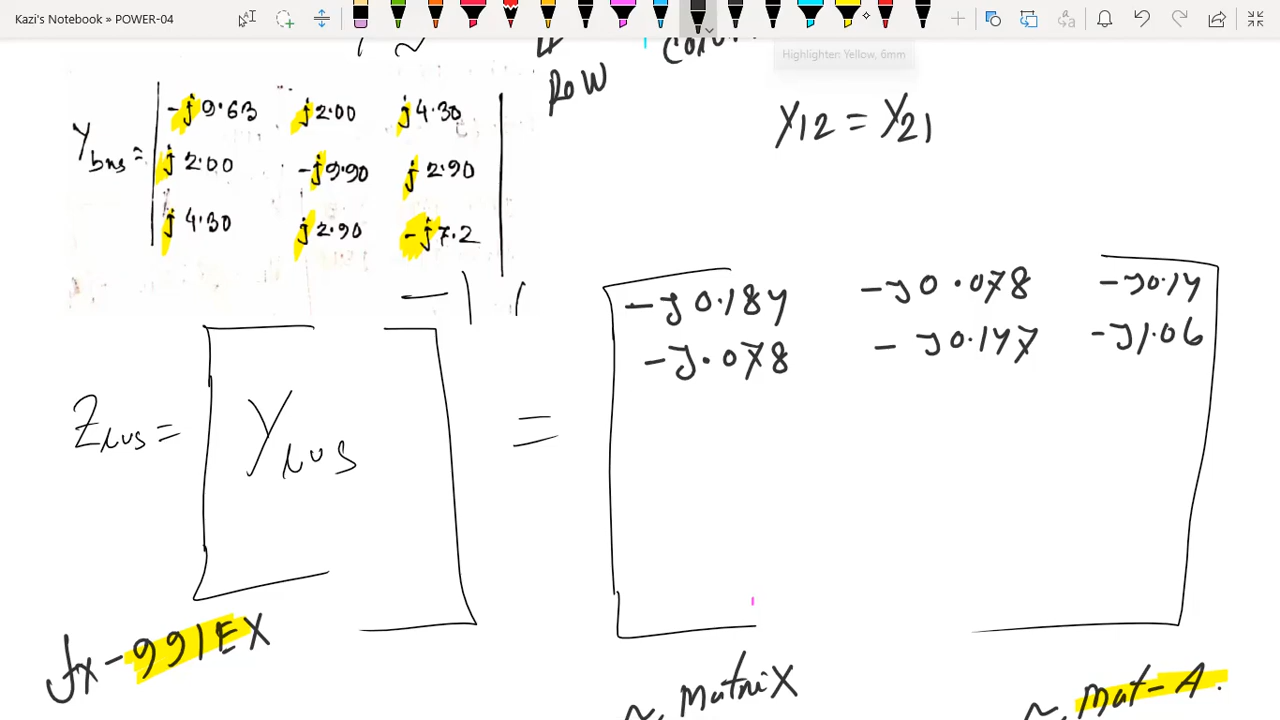 Kazi's Notebook » POWER-04
Highlighter: Yellow, 6mm
ROW
Y12 = Y21
-j9.63 j2.00 j4.30
Ybus = j2.00 -j9.90 j2.90
j4.30 j2.90 -j7.2
-j0.184 -j0.078 -j0.14
-j.078 -j0.147 -j1.06
Zbus = [Ybus] =
fx-991EX
~ Matrix
~ Mat-A.